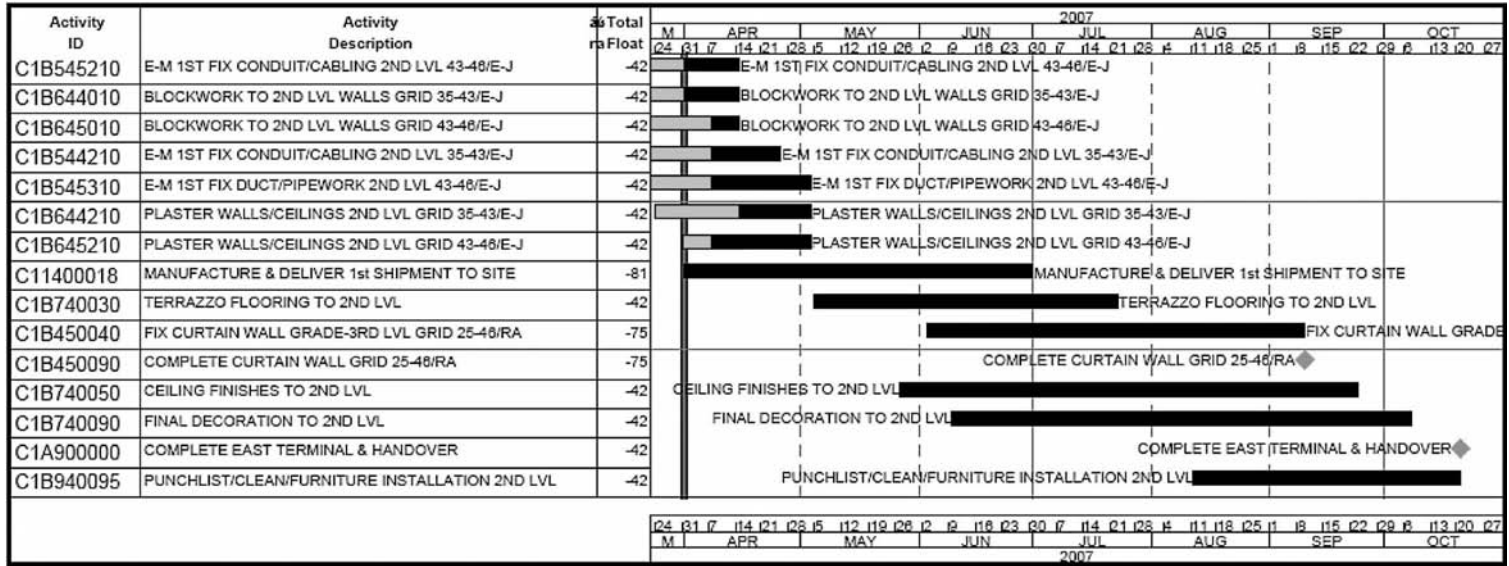 Activity Activity Total 2007
ID Description Float M APR MAY JUN JUL AUG SEP OCT
24 31 7 14 21 28 5 12 19 26 2 9 16 23 30 7 14 21 28 4 11 18 25 1 8 15 22 29 6 13 20 27
C1B545210 E-M 1ST FIX CONDUIT/CABLING 2ND LVL 43-46/E-J -42 E-M 1ST FIX CONDUIT/CABLING 2ND LVL 43-46/E-J
C1B644010 BLOCKWORK TO 2ND LVL WALLS GRID 35-43/E-J -42 BLOCKWORK TO 2ND LVL WALLS GRID 35-43/E-J
C1B645010 BLOCKWORK TO 2ND LVL WALLS GRID 43-46/E-J -42 BLOCKWORK TO 2ND LVL WALLS GRID 43-46/E-J
C1B544210 E-M 1ST FIX CONDUIT/CABLING 2ND LVL 35-43/E-J -42 E-M 1ST FIX CONDUIT/CABLING 2ND LVL 35-43/E-J
C1B545310 E-M 1ST FIX DUCT/PIPEWORK 2ND LVL 43-46/E-J -42 E-M 1ST FIX DUCT/PIPEWORK 2ND LVL 43-46/E-J
C1B644210 PLASTER WALLS/CEILINGS 2ND LVL GRID 35-43/E-J -42 PLASTER WALLS/CEILINGS 2ND LVL GRID 35-43/E-J
C1B645210 PLASTER WALLS/CEILINGS 2ND LVL GRID 43-46/E-J -42 PLASTER WALLS/CEILINGS 2ND LVL GRID 43-46/E-J
C11400018 MANUFACTURE & DELIVER 1st SHIPMENT TO SITE -81 MANUFACTURE & DELIVER 1st SHIPMENT TO SITE
C1B740030 TERRAZZO FLOORING TO 2ND LVL -42 TERRAZZO FLOORING TO 2ND LVL
C1B450040 FIX CURTAIN WALL GRADE-3RD LVL GRID 25-46/RA -75 FIX CURTAIN WALL GRADE
C1B450090 COMPLETE CURTAIN WALL GRID 25-46/RA -75 COMPLETE CURTAIN WALL GRID 25-46/RA
C1B740050 CEILING FINISHES TO 2ND LVL -42 CEILING FINISHES TO 2ND LVL
C1B740090 FINAL DECORATION TO 2ND LVL -42 FINAL DECORATION TO 2ND LVL
C1A900000 COMPLETE EAST TERMINAL & HANDOVER -42 COMPLETE EAST TERMINAL & HANDOVER
C1B940095 PUNCHLIST/CLEAN/FURNITURE INSTALLATION 2ND LVL -42 PUNCHLIST/CLEAN/FURNITURE INSTALLATION 2ND LVL
24 31 7 14 21 28 5 12 19 26 2 9 16 23 30 7 14 21 28 4 11 18 25 1 8 15 22 29 6 13 20 27
M APR MAY JUN JUL AUG SEP OCT
2007